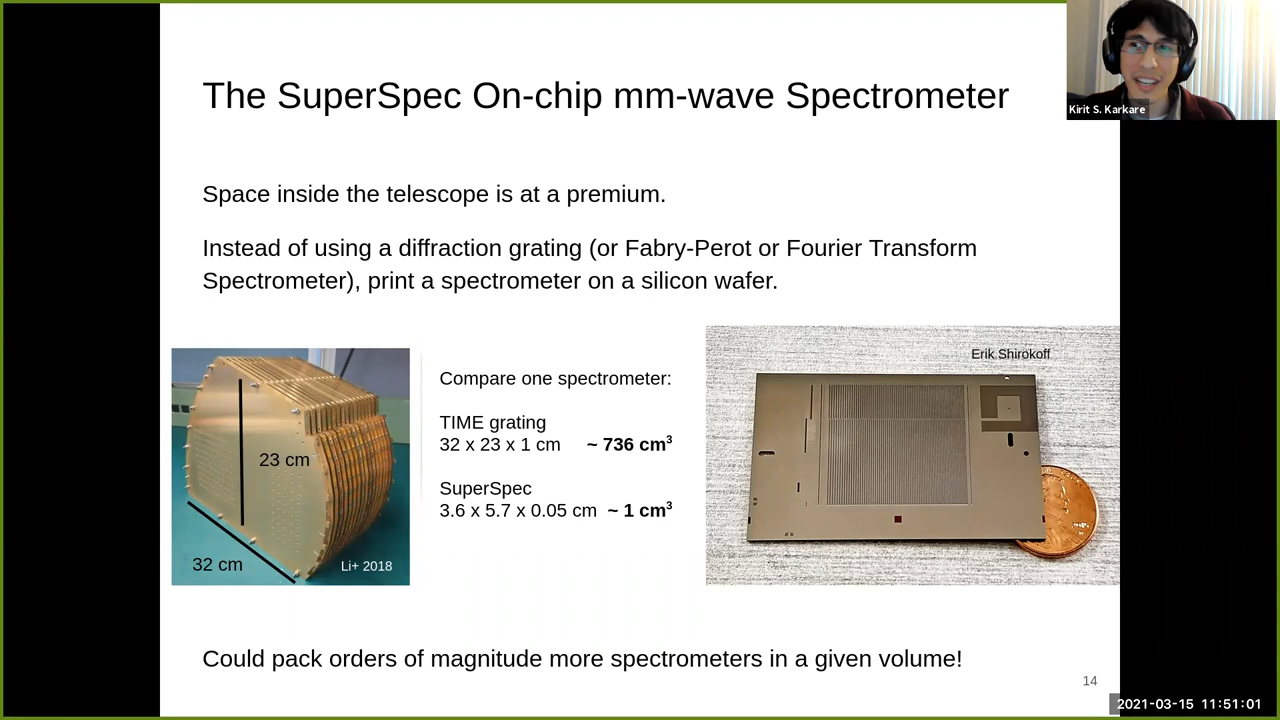 The SuperSpec On-chip mm-wave Spectrometer
Kirit S. Karkare
Space inside the telescope is at a premium.
Instead of using a diffraction grating (or Fabry-Perot or Fourier Transform
Spectrometer), print a spectrometer on a silicon wafer.
23 cm
32 cm
Li+ 2018
Compare one spectrometer:
TIME grating
32 x 23 x 1 cm ~ 736 cm³
SuperSpec
3.6 x 5.7 x 0.05 cm ~ 1 cm³
Erik Shirokoff
Could pack orders of magnitude more spectrometers in a given volume!
14
2021-03-15 11:51:01